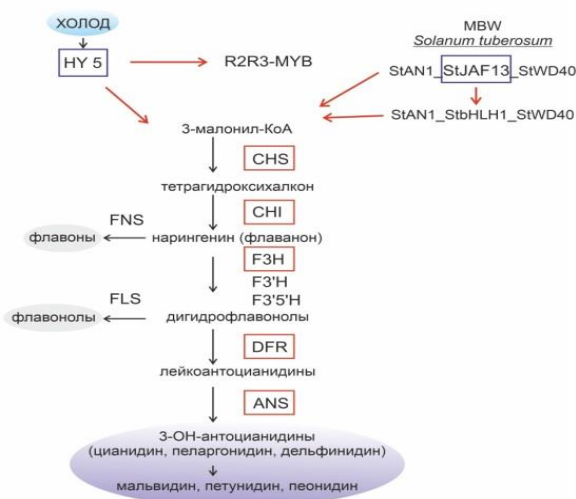 ХОЛОД
MBW
Solanum tuberosum
HY 5
R2R3-MYB
StAN1_StJAF13_StWD40
StAN1_StbHLH1_StWD40
3-малонил-КоА
CHS
тетрагидроксихалкон
CHI
FNS
флавоны
нарингенин (флаванон)
F3H
F3'H
F3'5'H
FLS
флавонолы
дигидрофлавонолы
DFR
лейкоантоцианидины
ANS
3-ОН-антоцианидины
(цианидин, пеларгонидин, дельфинидин)
мальвидин, петунидин, пеонидин